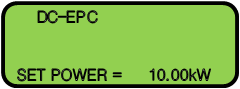 DC-EPC
SET POWER = 10.00kW